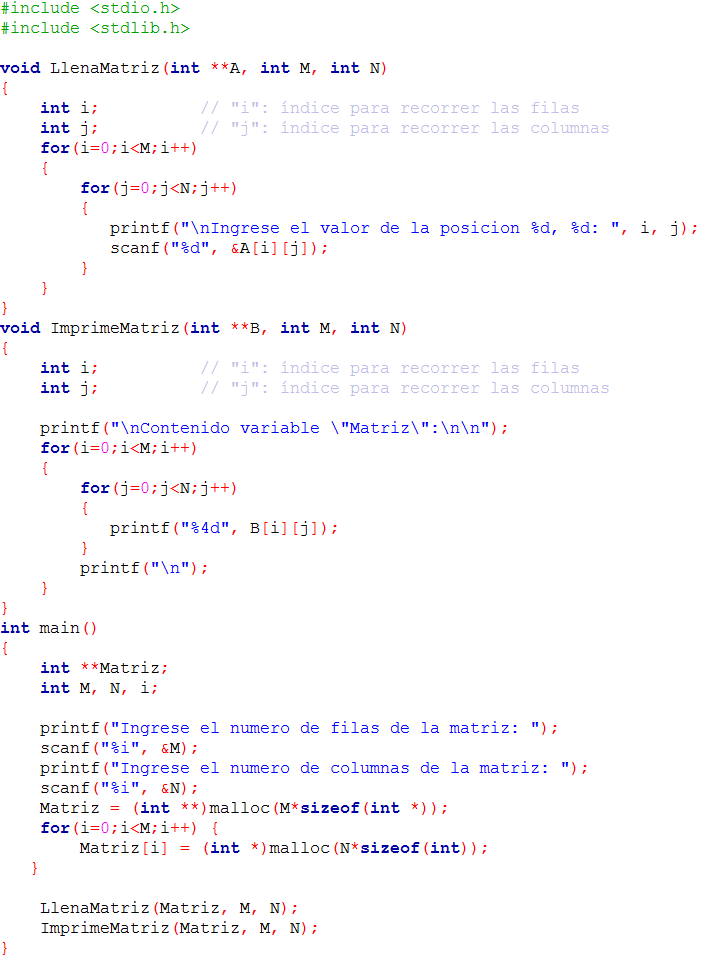 #include <stdio.h>
#include <stdlib.h>

void LlenaMatriz(int **A, int M, int N)
{
    int i;          // "i": índice para recorrer las filas
    int j;          // "j": índice para recorrer las columnas
    for(i=0;i<M;i++)
    {
        for(j=0;j<N;j++)
        {
           printf("\nIngrese el valor de la posicion %d, %d: ", i, j);
           scanf("%d", &A[i][j]);
        }
    }
}
void ImprimeMatriz(int **B, int M, int N)
{
    int i;          // "i": índice para recorrer las filas
    int j;          // "j": índice para recorrer las columnas

    printf("\nContenido variable \"Matriz\":\n\n");
    for(i=0;i<M;i++)
    {
        for(j=0;j<N;j++)
        {
           printf("%4d", B[i][j]);
        }
        printf("\n");
    }
}
int main()
{
    int **Matriz;
    int M, N, i;

    printf("Ingrese el numero de filas de la matriz: ");
    scanf("%i", &M);
    printf("Ingrese el numero de columnas de la matriz: ");
    scanf("%i", &N);
    Matriz = (int **)malloc(M*sizeof(int *));
    for(i=0;i<M;i++) {
        Matriz[i] = (int *)malloc(N*sizeof(int));
   }

    LlenaMatriz(Matriz, M, N);
    ImprimeMatriz(Matriz, M, N);
}